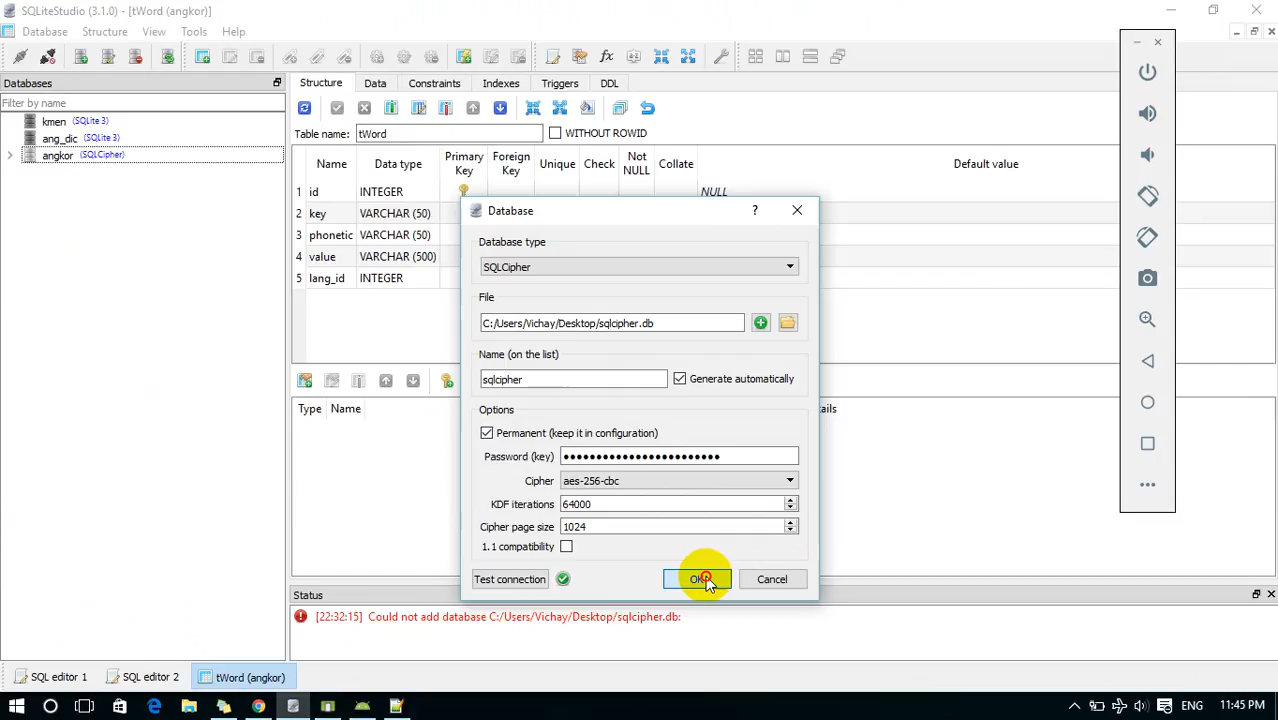 SQLiteStudio (3.1.0) - [tWord (angkor)]
Database Structure View Tools Help
Databases
Structure Data Constraints Indexes Triggers DDL
Filter by name
kmen (SQLite 3)
ang_dic (SQLite 3)
angkor (SQLCipher)
Table name: tWord WITHOUT ROWID
Name Data type Primary Key Foreign Key Unique Check Not NULL Collate Default value
1 id INTEGER NULL
2 key VARCHAR (50)
3 phonetic VARCHAR (50)
4 value VARCHAR (500)
5 lang_id INTEGER
Type Name
Database ?
Database type
SQLCipher
File
C:/Users/Vichay/Desktop/sqlcipher.db
Name (on the list)
sqlcipher Generate automatically
Options
Permanent (keep it in configuration)
Password (key) ••••••••••••••••••••••••
Cipher aes-256-cbc
KDF iterations 64000
Cipher page size 1024
1.1 compatibility
Test connection OK Cancel
Status
[22:32:15] Could not add database C:/Users/Vichay/Desktop/sqlcipher.db:
SQL editor 1 SQL editor 2 tWord (angkor)
ENG 11:45 PM